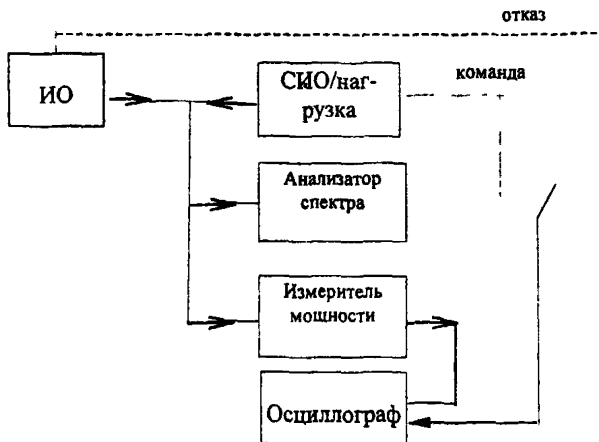 отказ
ИО
СИО/наг-
рузка
команда
Анализатор
спектра
Измеритель
мощности
Осциллограф